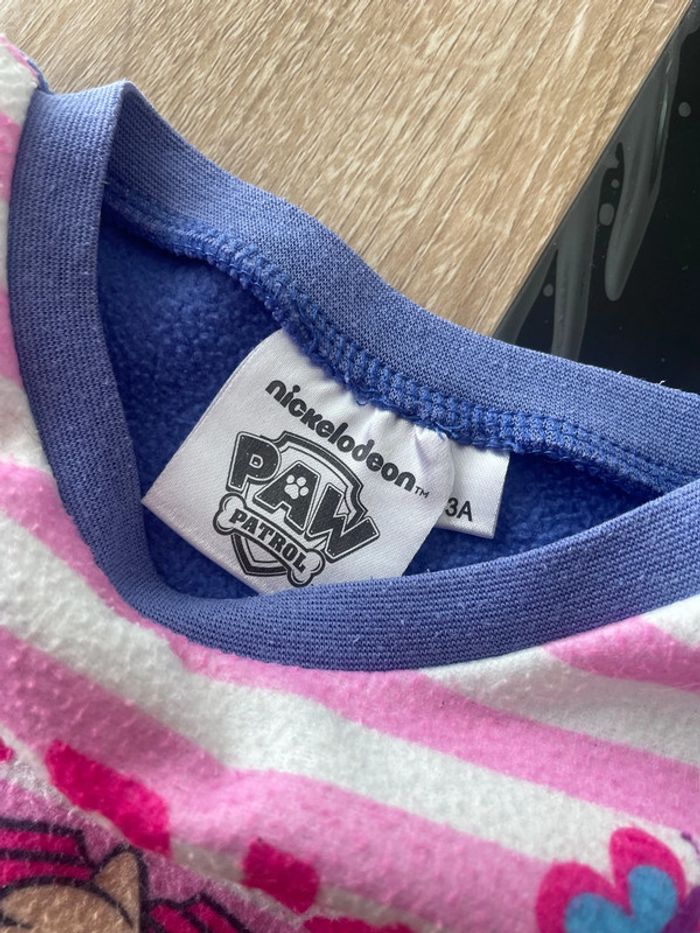 nickelodeon™
PAW
PATROL
3A